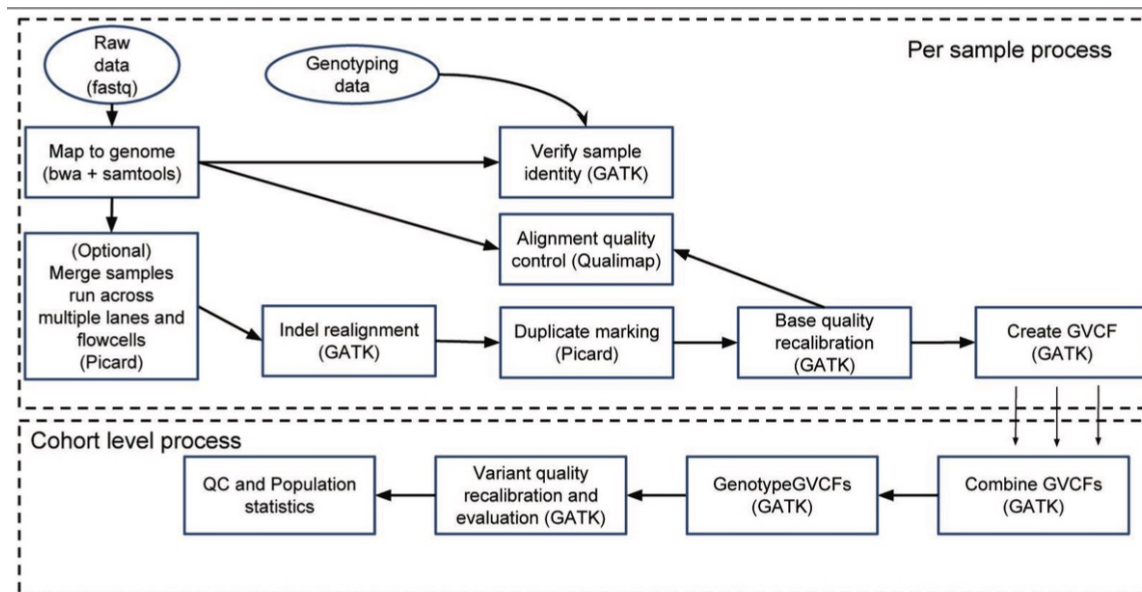 Raw
data
(fastq)
Genotyping
data
Per sample process
Map to genome
(bwa + samtools)
Verify sample
identity (GATK)
(Optional)
Merge samples
run across
multiple lanes and
flowcells
(Picard)
Alignment quality
control (Qualimap)
Indel realignment
(GATK)
Duplicate marking
(Picard)
Base quality
recalibration
(GATK)
Create GVCF
(GATK)
Cohort level process
QC and Population
statistics
Variant quality
recalibration and
evaluation (GATK)
GenotypeGVCFs
(GATK)
Combine GVCFs
(GATK)